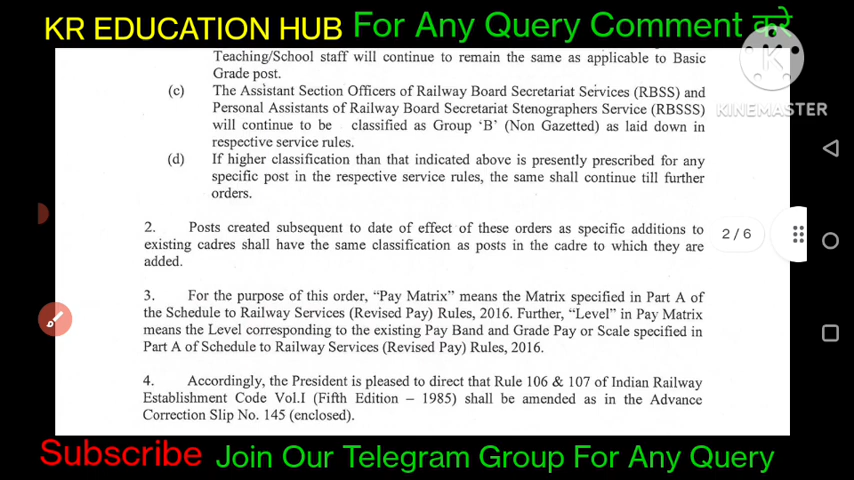 KR EDUCATION HUB For Any Query Comment करे
KINEMASTER
Teaching/School staff will continue to remain the same as applicable to Basic
Grade post.
(c) The Assistant Section Officers of Railway Board Secretariat Services (RBSS) and
Personal Assistants of Railway Board Secretariat Stenographers Service (RBSSS)
will continue to be classified as Group 'B' (Non Gazetted) as laid down in
respective service rules.
(d) If higher classification than that indicated above is presently prescribed for any
specific post in the respective service rules, the same shall continue till further
orders.
2. Posts created subsequent to date of effect of these orders as specific additions to
existing cadres shall have the same classification as posts in the cadre to which they are
added.
2 / 6
3. For the purpose of this order, "Pay Matrix" means the Matrix specified in Part A of
the Schedule to Railway Services (Revised Pay) Rules, 2016. Further, "Level" in Pay Matrix
means the Level corresponding to the existing Pay Band and Grade Pay or Scale specified in
Part A of Schedule to Railway Services (Revised Pay) Rules, 2016.
4. Accordingly, the President is pleased to direct that Rule 106 & 107 of Indian Railway
Establishment Code Vol.I (Fifth Edition – 1985) shall be amended as in the Advance
Correction Slip No. 145 (enclosed).
Subscribe Join Our Telegram Group For Any Query